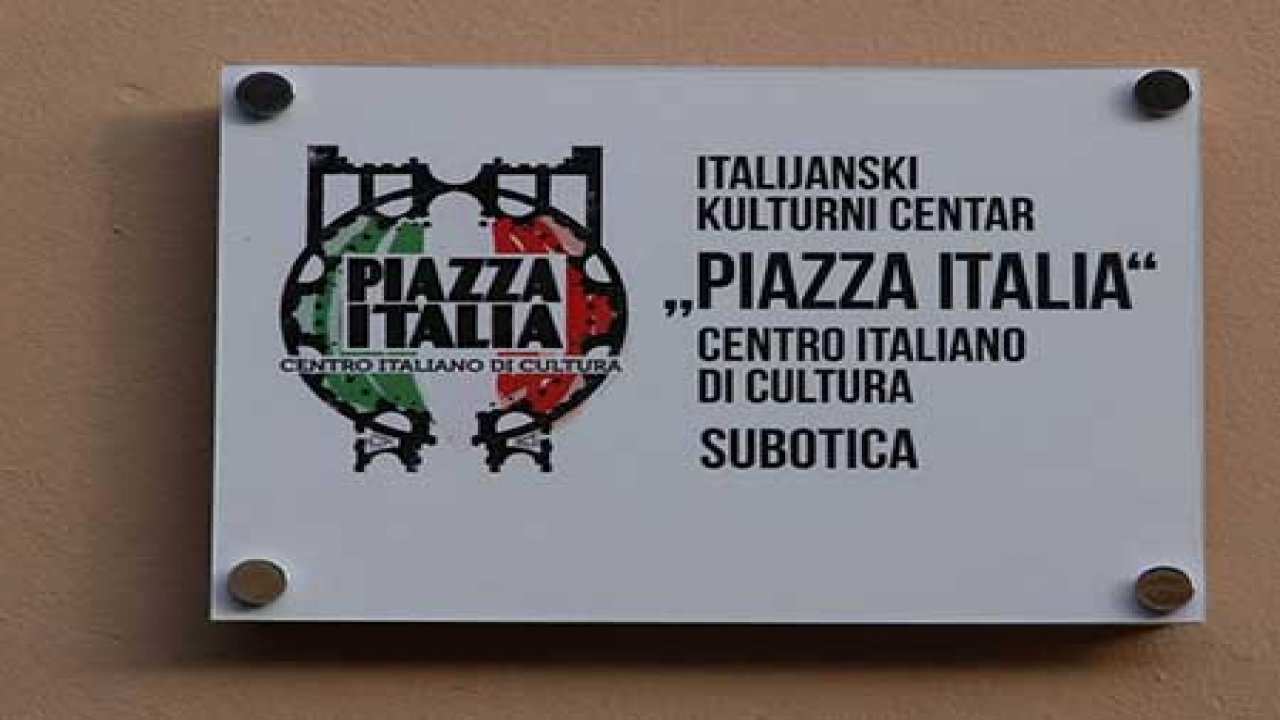 PIAZZA
ITALIA
CENTRO ITALIANO DI CULTURA
ITALIJANSKI
KULTURNI CENTAR
„PIAZZA ITALIA“
CENTRO ITALIANO
DI CULTURA
SUBOTICA